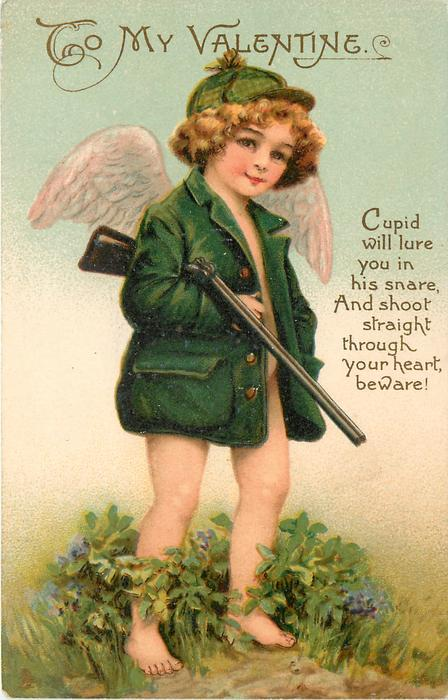 To My Valentine.
Cupid
will lure
you in
his snare,
And shoot
straight
through
your heart,
beware!